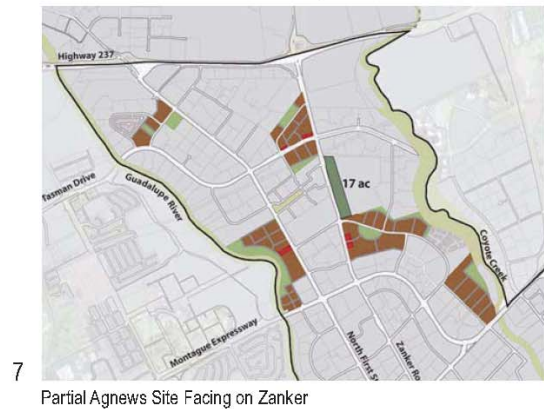 Highway 237
Tasman Drive
Guadalupe River
17 ac
Coyote Creek
Montague Expressway
North First S
Zanker Ro
7
Partial Agnews Site Facing on Zanker